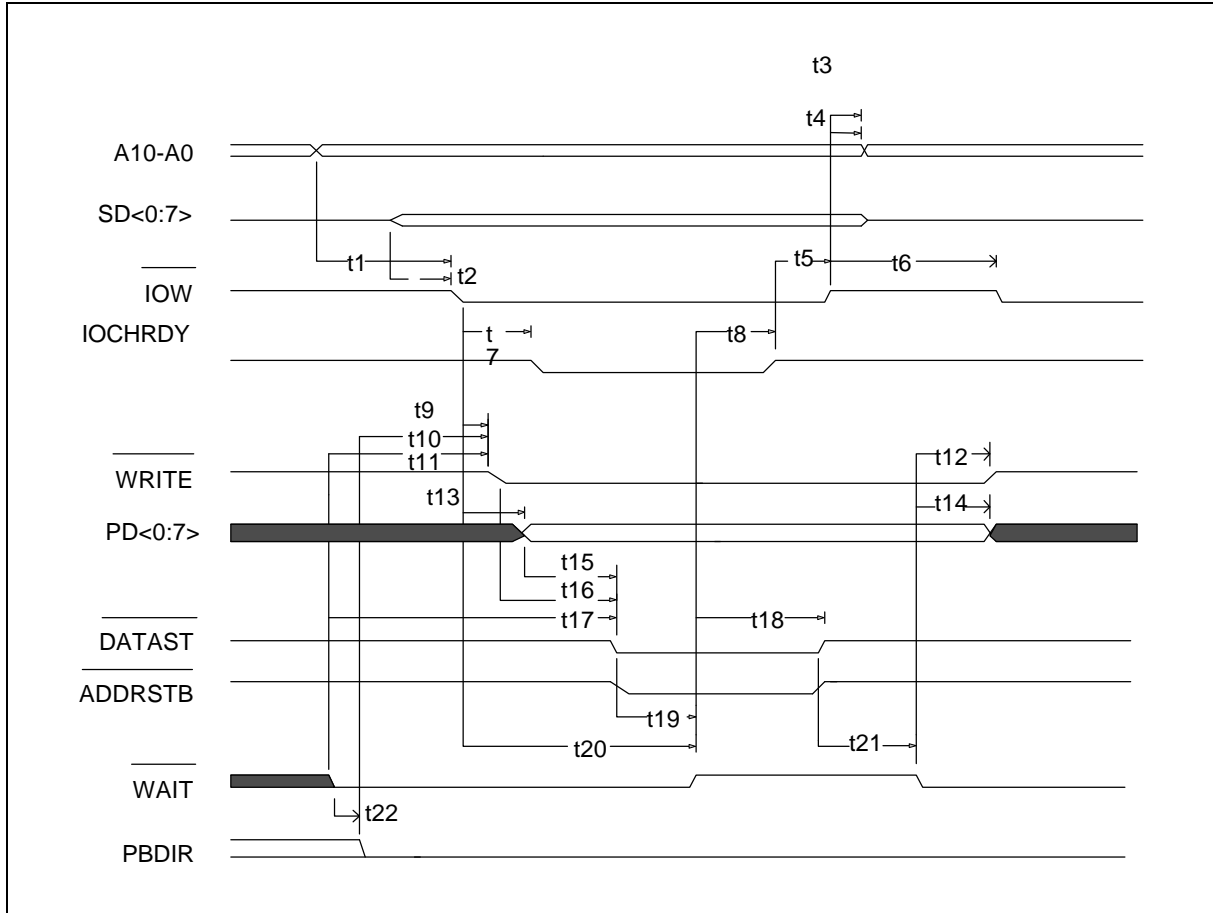 t3
t4
A10-A0
SD<0:7>
t1
t2
t5
t6
IOW
IOCHRDY
t
7
t8
t9
t10
t11
WRITE
t12
t13
t14
PD<0:7>
t15
t16
t17
t18
DATAST
ADDRSTB
t19
t20
t21
WAIT
t22
PBDIR